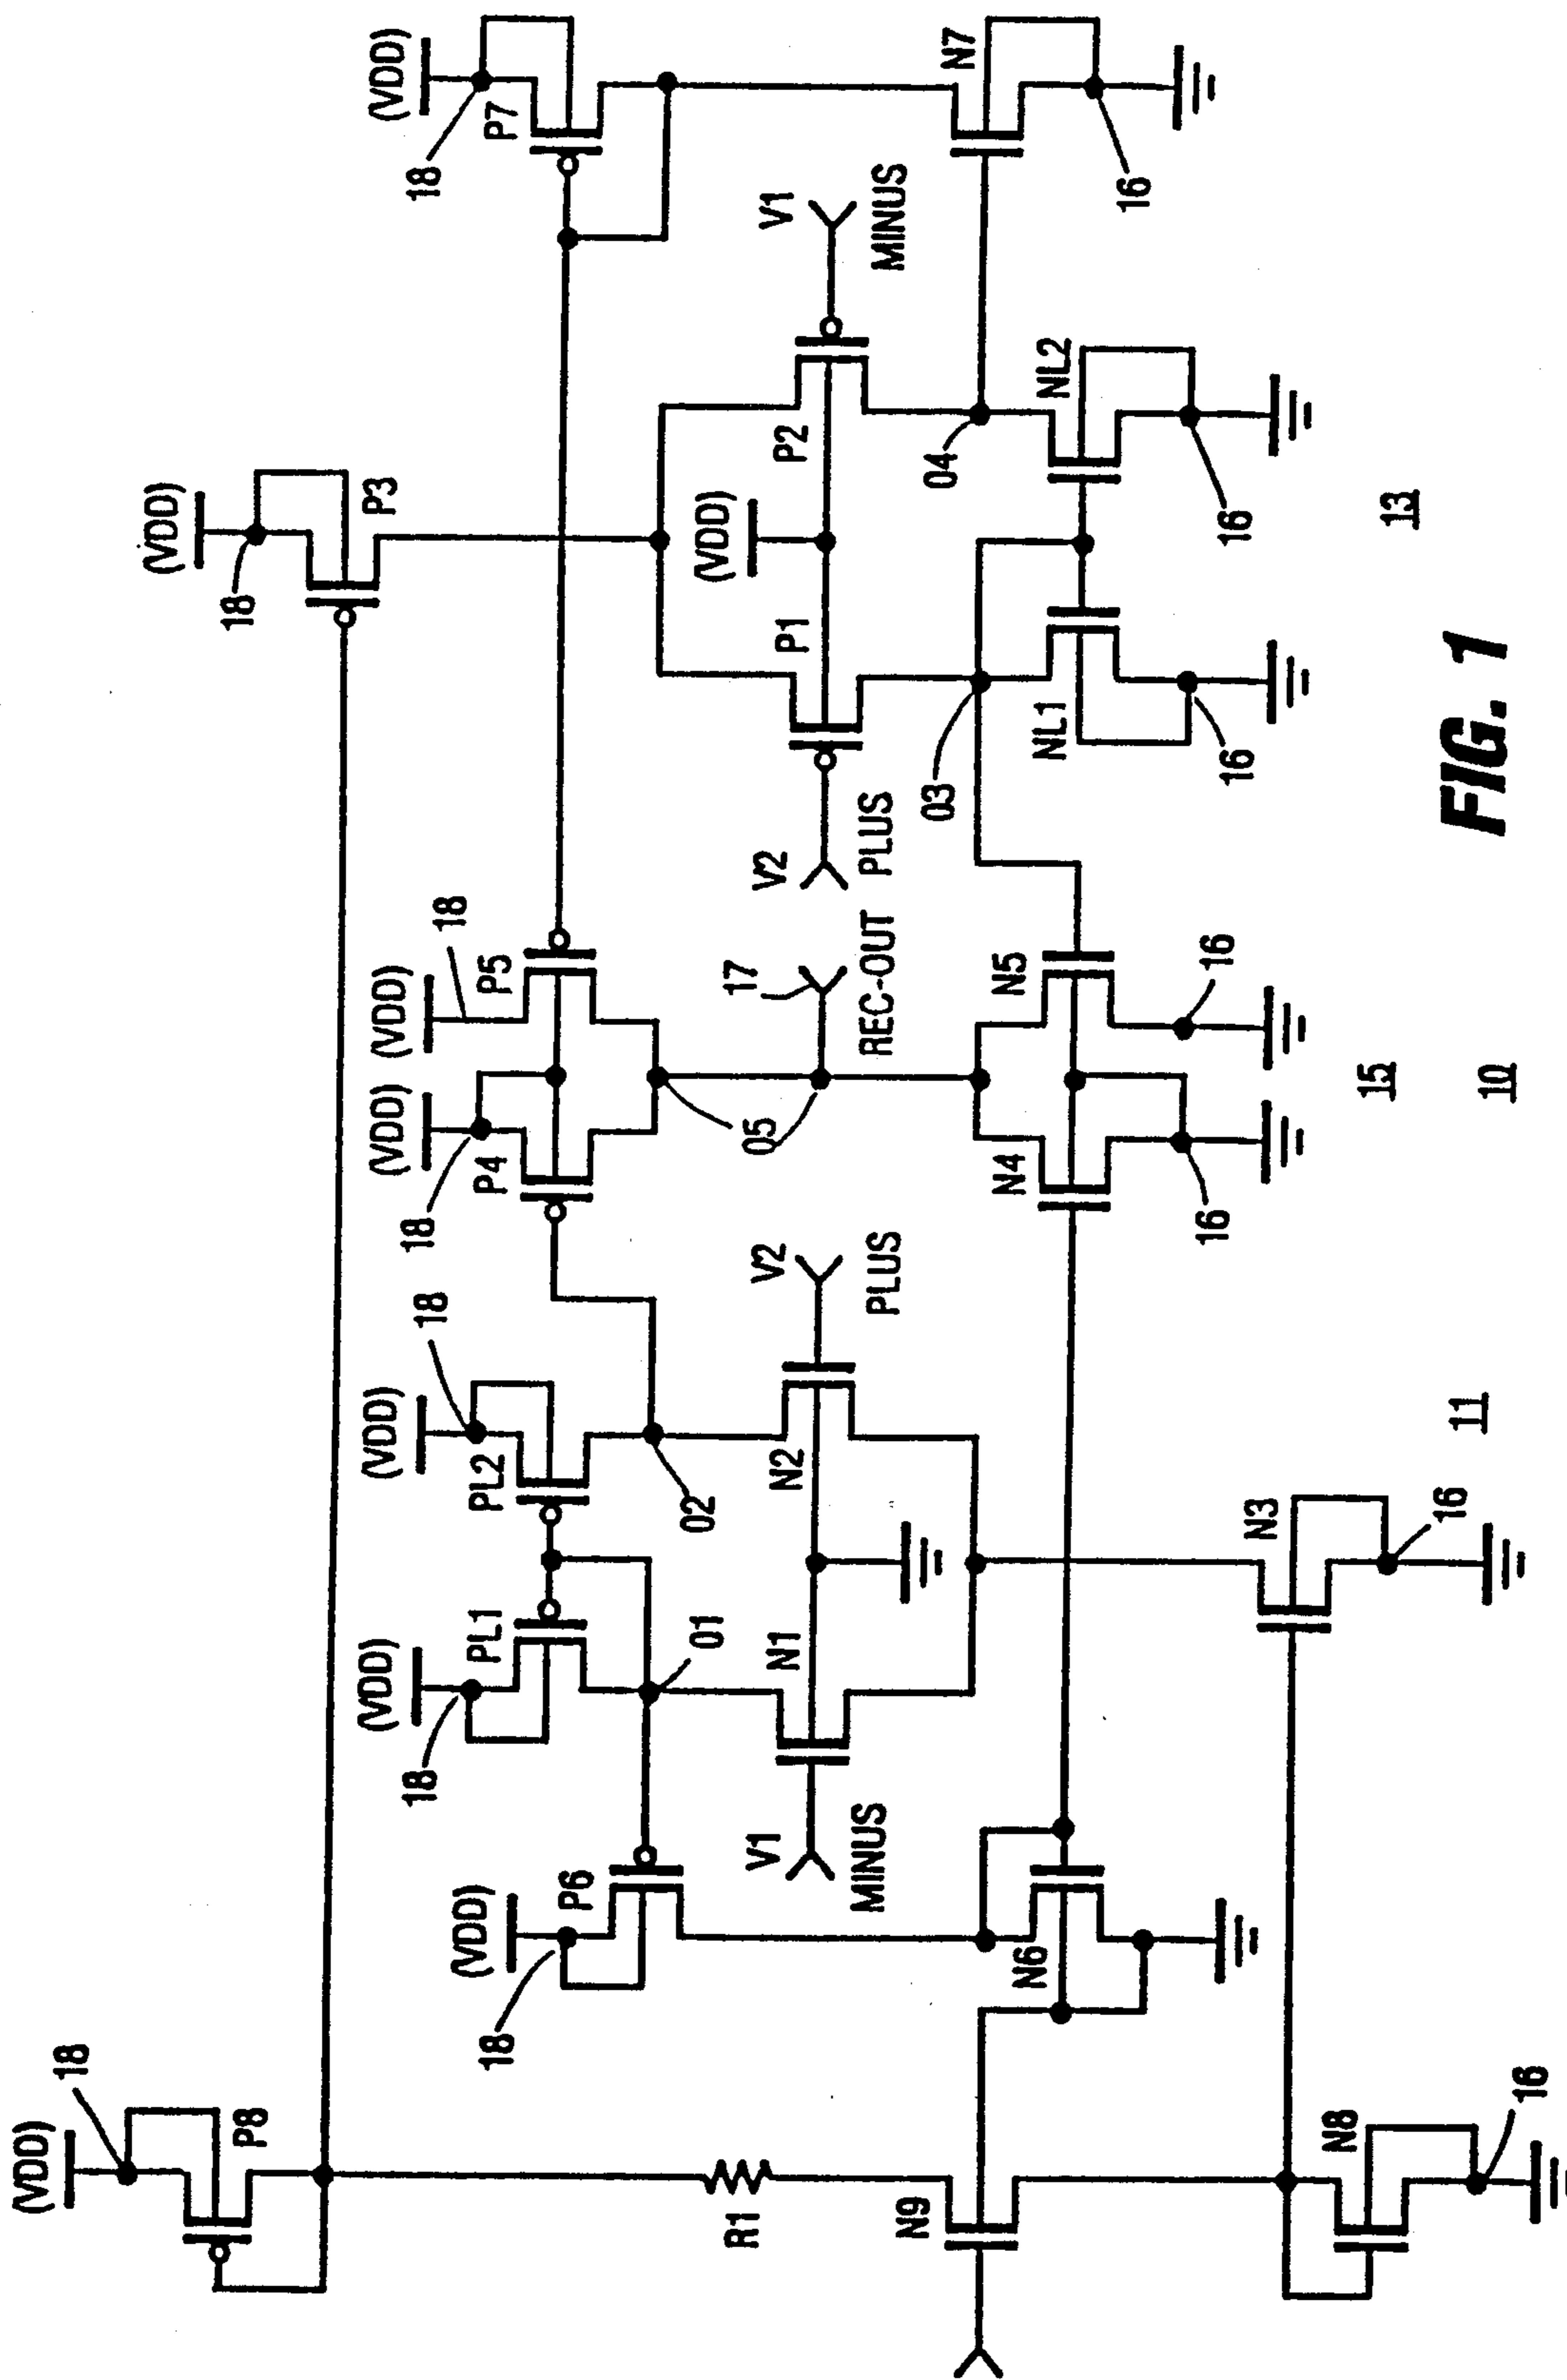 (VDD)
18
(VDD)
P8
18
P3
(VDD)
(VDD)
(VDD)
(VDD)
(VDD)
18
18
18
18
18
(VDD)
PL1
PL2
P4
P5
P7
18
P6
01
02
17
(VDD)
R1
05
V1
N1
N2
V2
V2
P1
P2
V1
MINUS
PLUS
REC-OUT
PLUS
MINUS
N9
03
04
N7
N6
N4
N5
NL1
NL2
16
16
16
16
16
N3
N8
15
13
16
11
10
FIG. 1
16